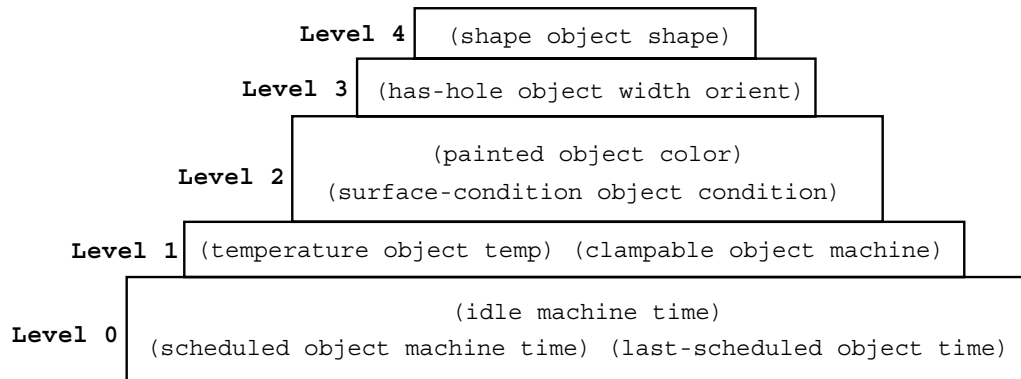 Level 4 (shape object shape)
Level 3 (has-hole object width orient)
(painted object color)
Level 2
(surface-condition object condition)
Level 1 (temperature object temp) (clampable object machine)
(idle machine time)
Level 0
(scheduled object machine time) (last-scheduled object time)